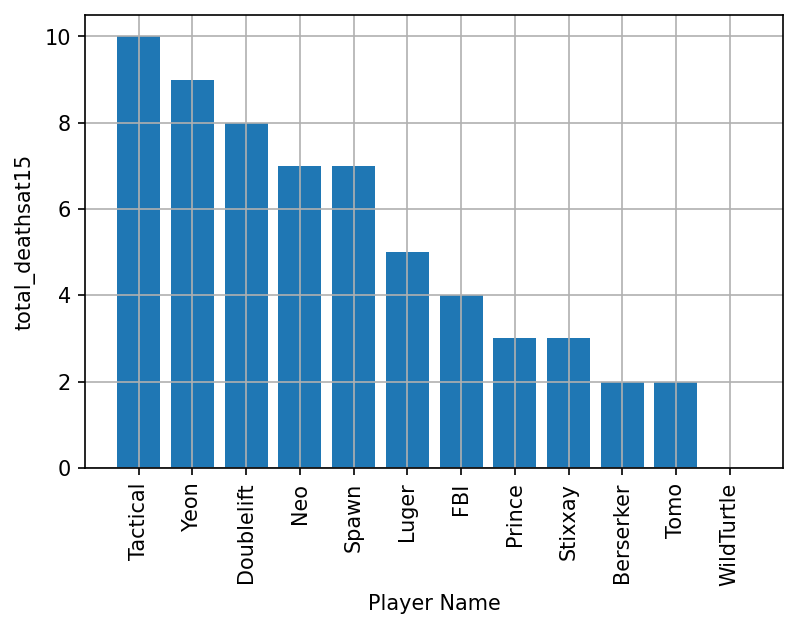 10
8
6
4
2
0
total_deathsat15
Tactical
Yeon
Doublelift
Neo
Spawn
Luger
FBI
Prince
Stixxay
Berserker
Tomo
WildTurtle
Player Name